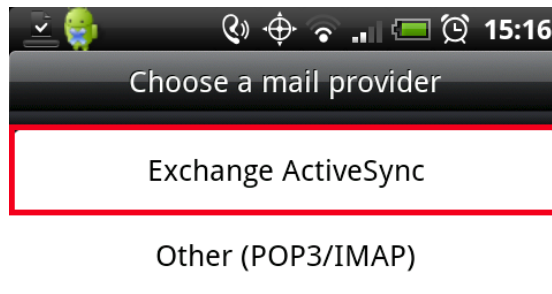 15:16
Choose a mail provider
Exchange ActiveSync
Other (POP3/IMAP)